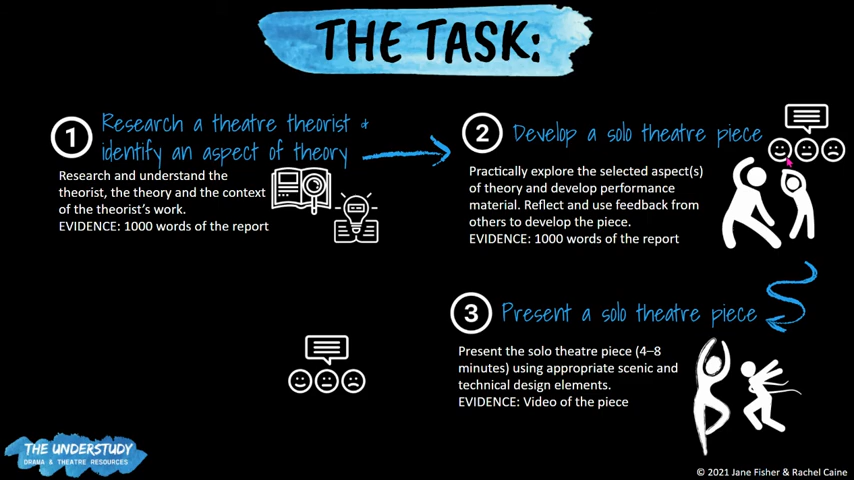 THE TASK:
1
Research a theatre theorist &
identify an aspect of theory
Research and understand the
theorist, the theory and the context
of the theorist's work.
EVIDENCE: 1000 words of the report
2
Develop a solo theatre piece
Practically explore the selected aspect(s)
of theory and develop performance
material. Reflect and use feedback from
others to develop the piece.
EVIDENCE: 1000 words of the report
3
Present a solo theatre piece
Present the solo theatre piece (4–8
minutes) using appropriate scenic and
technical design elements.
EVIDENCE: Video of the piece
THE UNDERSTUDY
DRAMA & THEATRE RESOURCES
© 2021 Jane Fisher & Rachel Caine